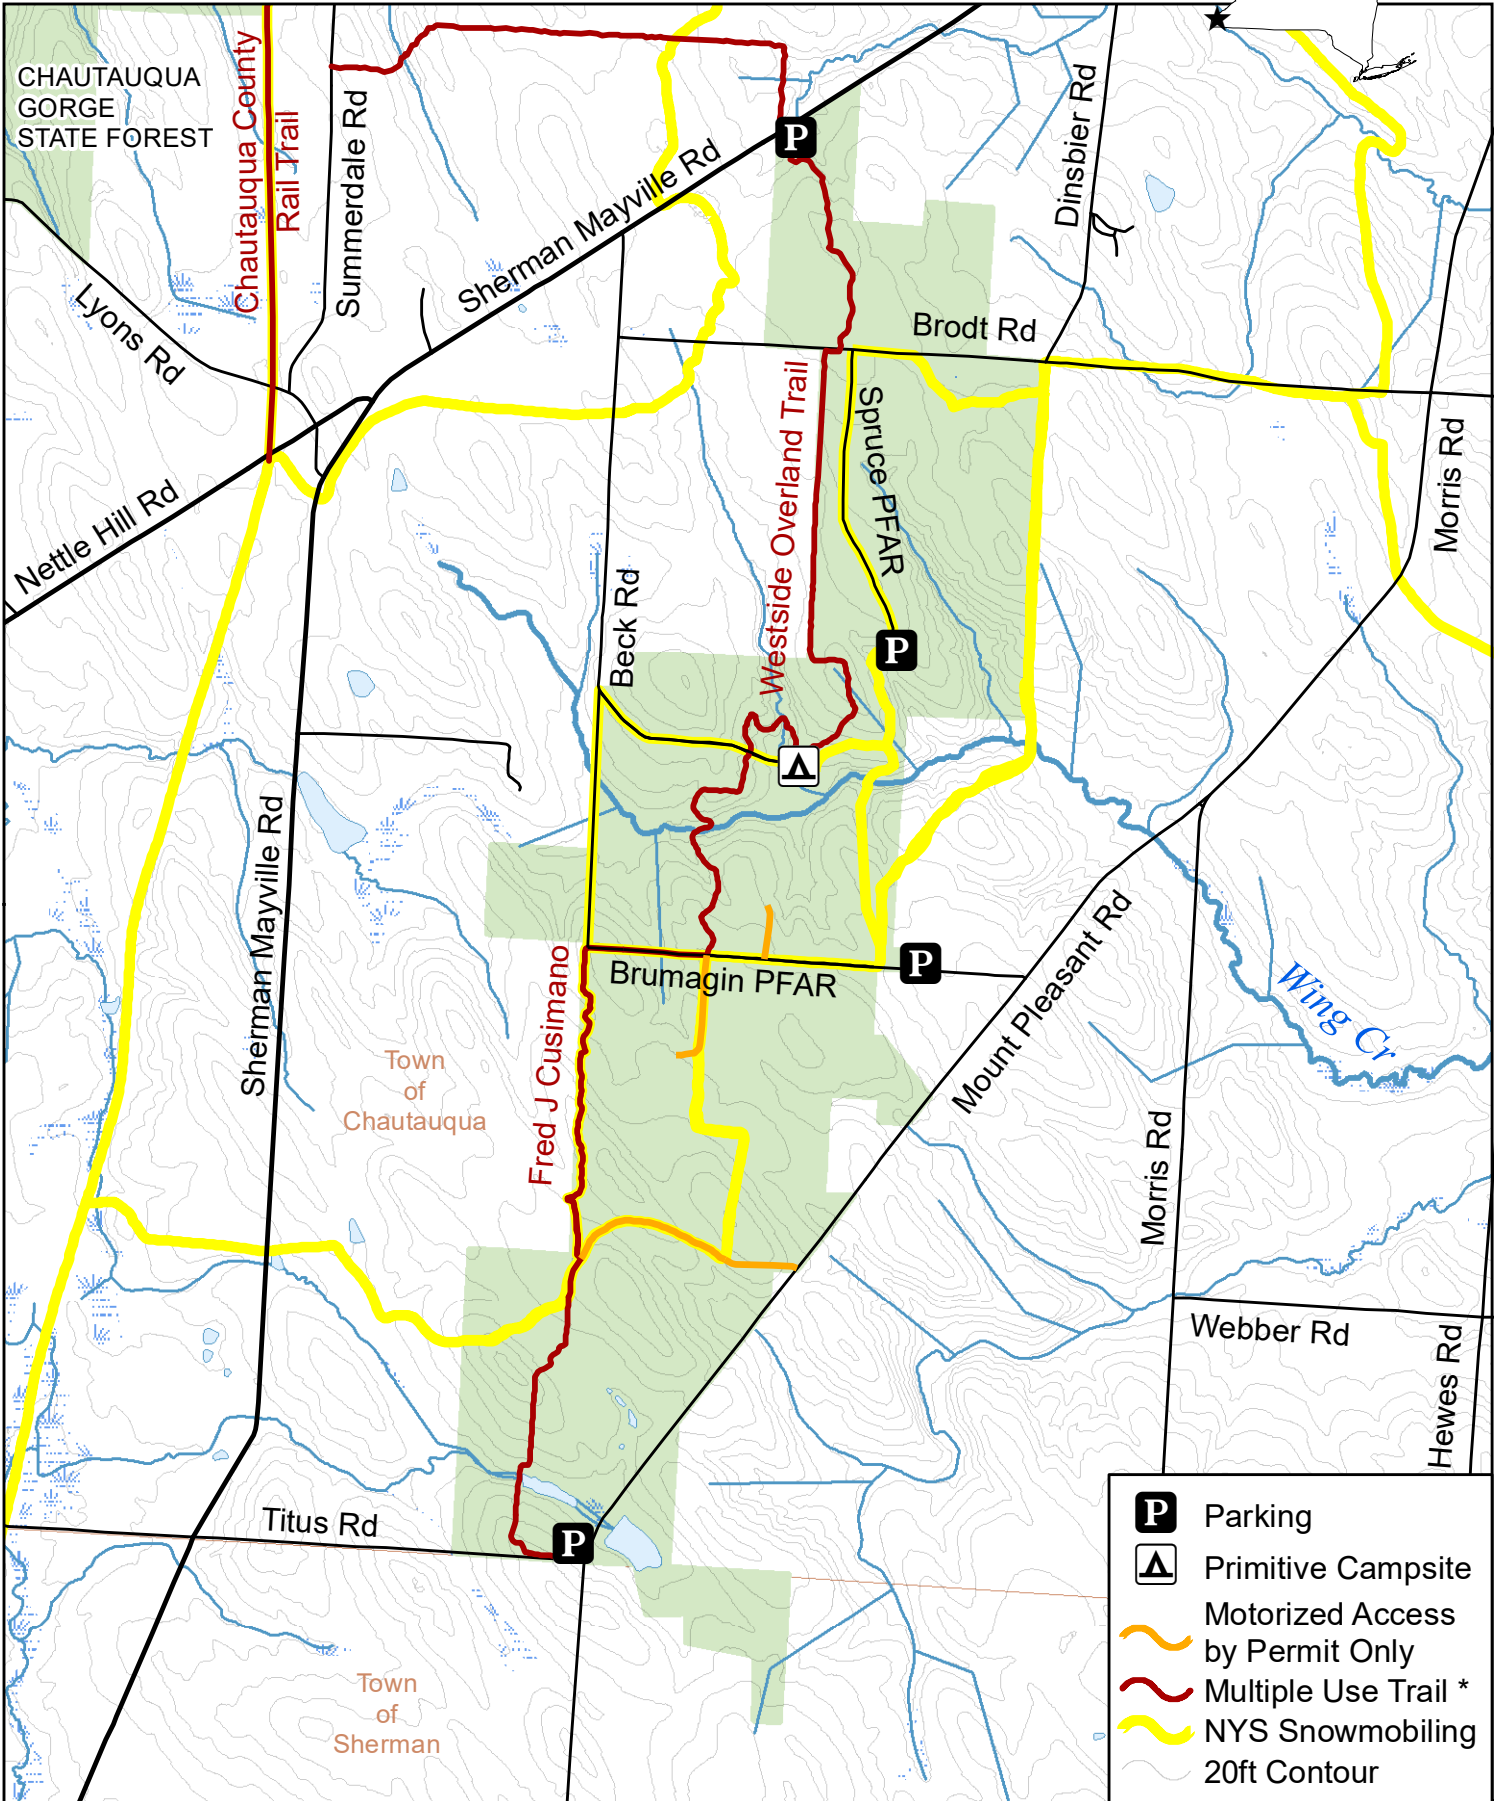 CHAUTAUQUA
GORGE
STATE FOREST
Chautauqua County
Rail Trail
Summerdale Rd
Sherman Mayville Rd
P
Dinsbier Rd
Lyons Rd
Brodt Rd
Westside Overland Trail
Spruce PFAR
Morris Rd
Nettle Hill Rd
Beck Rd
P
Sherman Mayville Rd
Mount Pleasant Rd
P
Brumagin PFAR
Fred J Cusimano
Wing Cr
Town
of
Chautauqua
Morris Rd
Webber Rd
Hewes Rd
Titus Rd
P
Town
of
Sherman
P Parking
Primitive Campsite
Motorized Access
by Permit Only
Multiple Use Trail *
NYS Snowmobiling
20ft Contour